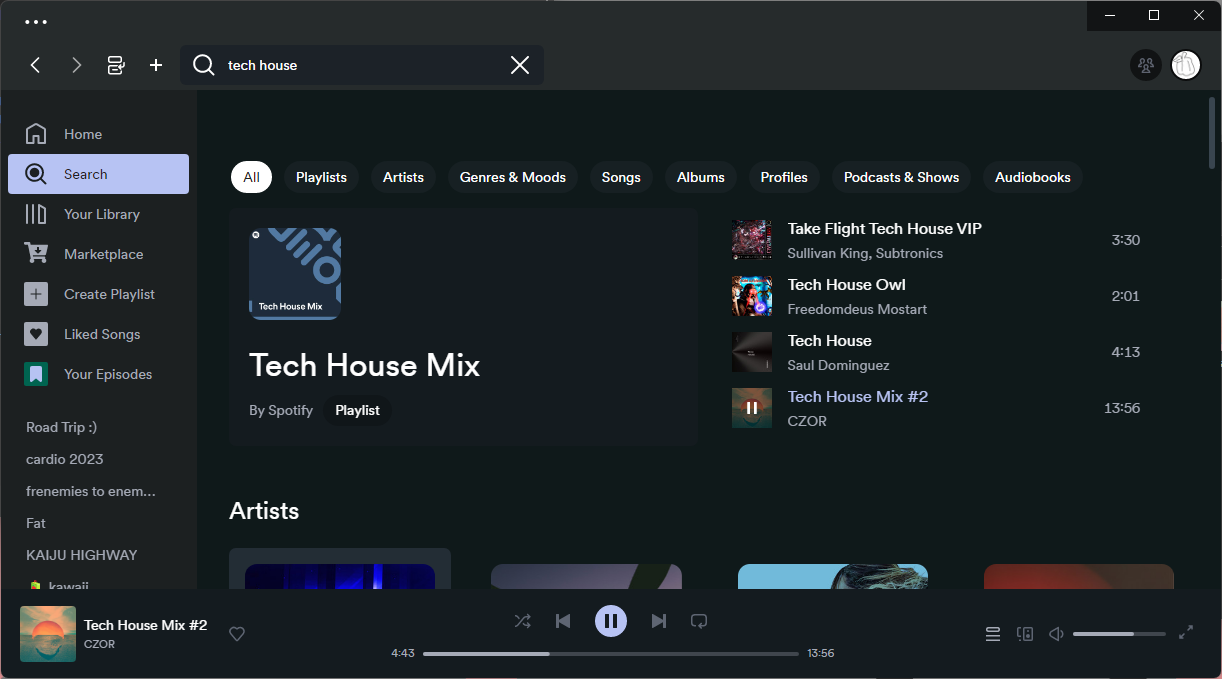 tech house
Home
Search
Your Library
Marketplace
Create Playlist
Liked Songs
Your Episodes
Road Trip :)
cardio 2023
frenemies to enem...
Fat
KAIJU HIGHWAY
kawaii
All
Playlists
Artists
Genres & Moods
Songs
Albums
Profiles
Podcasts & Shows
Audiobooks
Tech House Mix
Tech House Mix
By Spotify
Playlist
Take Flight Tech House VIP
Sullivan King, Subtronics
3:30
Tech House Owl
Freedomdeus Mostart
2:01
Tech House
Saul Dominguez
4:13
Tech House Mix #2
CZOR
13:56
Artists
Tech House Mix #2
CZOR
4:43
13:56